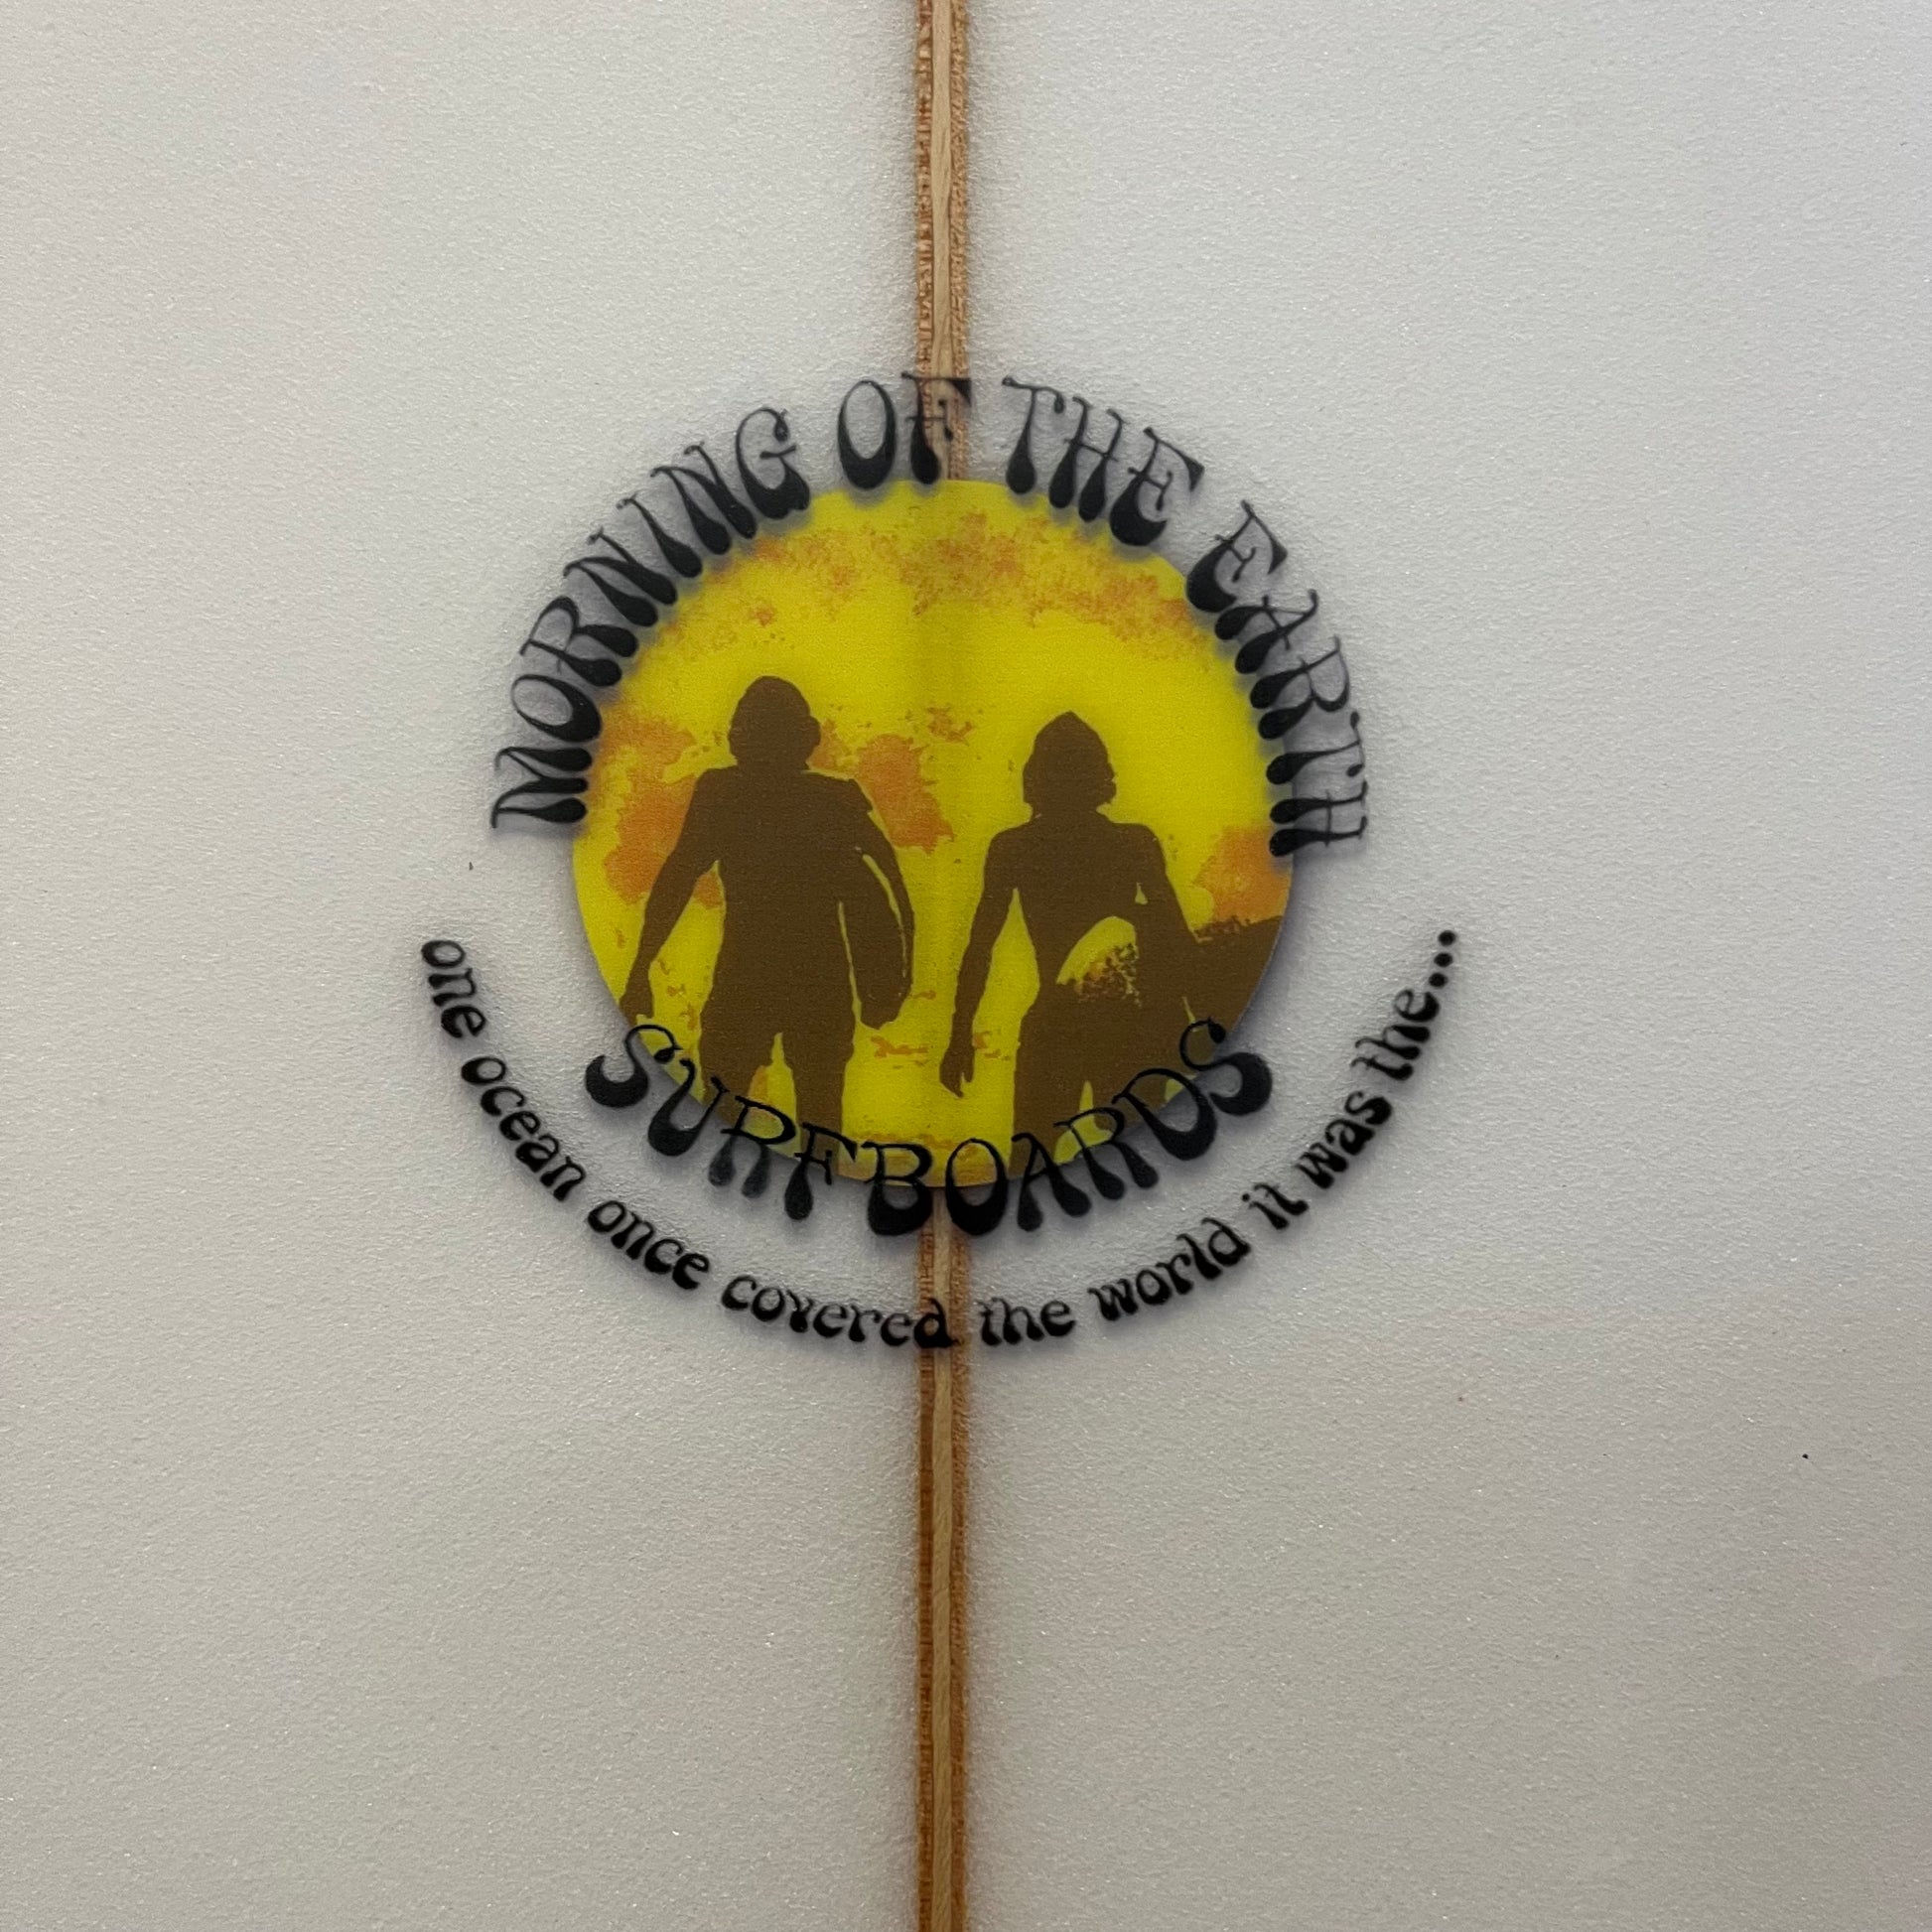 MORNING OF THE EARTH
SURFBOARDS
one ocean once covered the world it was the...